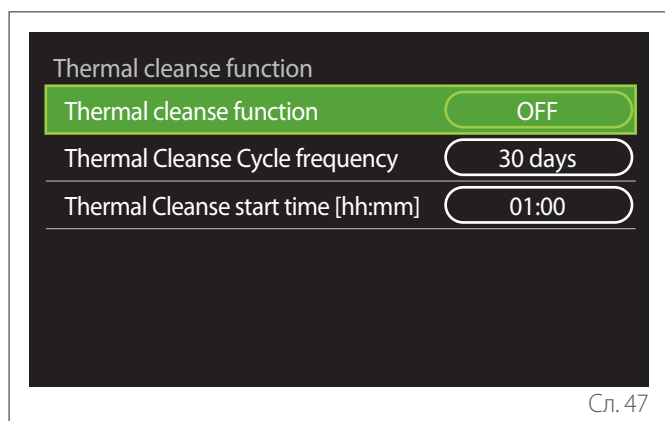 Thermal cleanse function
Thermal cleanse function OFF
Thermal Cleanse Cycle frequency 30 days
Thermal Cleanse start time [hh:mm] 01:00
Сл. 47